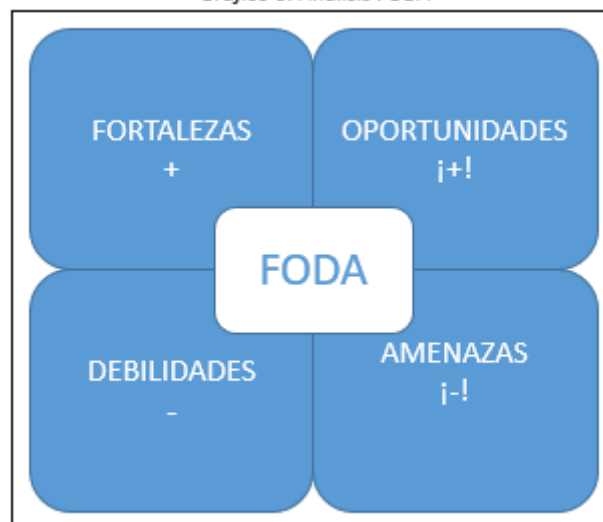 FORTALEZAS
+
OPORTUNIDADES
¡+!
FODA
DEBILIDADES
-
AMENAZAS
¡-!